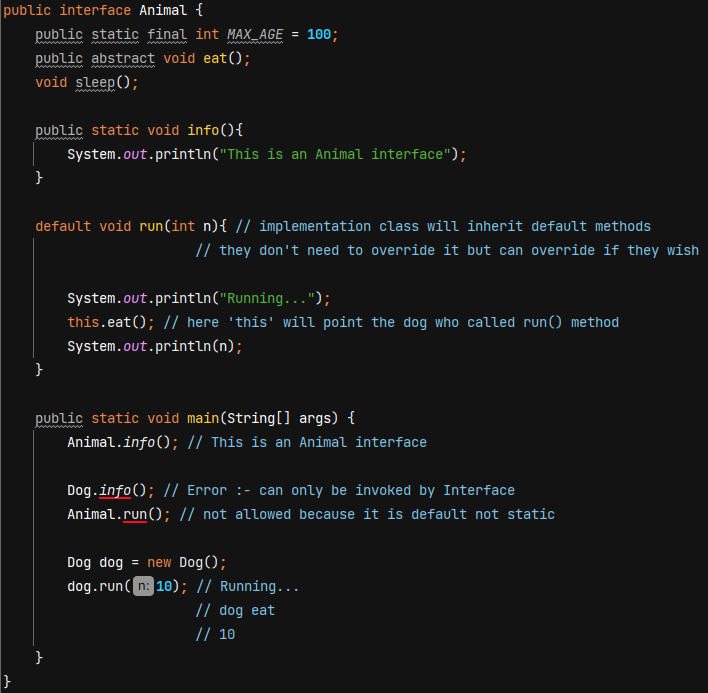 public interface Animal {
    public static final int MAX_AGE = 100;
    public abstract void eat();
    void sleep();

    public static void info(){
        System.out.println("This is an Animal interface");
    }

    default void run(int n){ // implementation class will inherit default methods
                        // they don't need to override it but can override if they wish

        System.out.println("Running...");
        this.eat(); // here 'this' will point the dog who called run() method
        System.out.println(n);
    }

    public static void main(String[] args) {
        Animal.info(); // This is an Animal interface

        Dog.info(); // Error :- can only be invoked by Interface
        Animal.run(); // not allowed because it is default not static

        Dog dog = new Dog();
        dog.run( n: 10); // Running...
                        // dog eat
                        // 10
    }
}